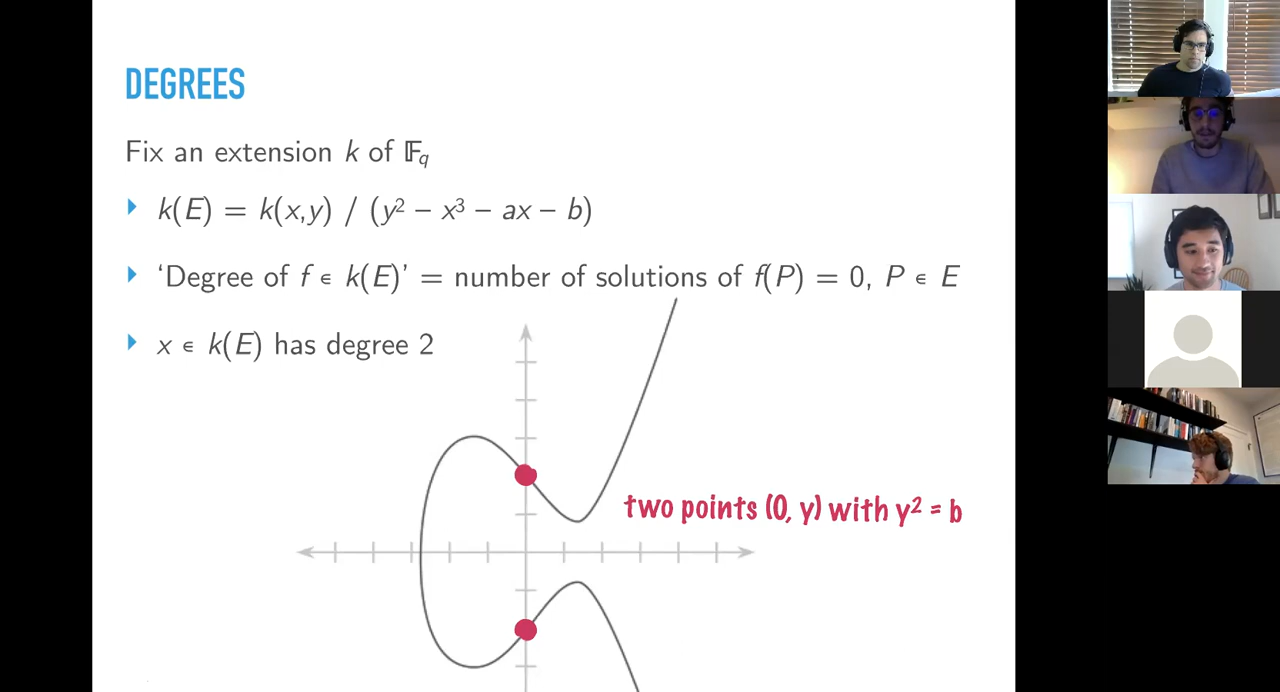 DEGREES
Fix an extension k of 𝔽q
k(E) = k(x,y) / (y² − x³ − ax − b)
‘Degree of f ∊ k(E)’ = number of solutions of f(P) = 0, P ∊ E
x ∊ k(E) has degree 2
two points (0, y) with y² = b